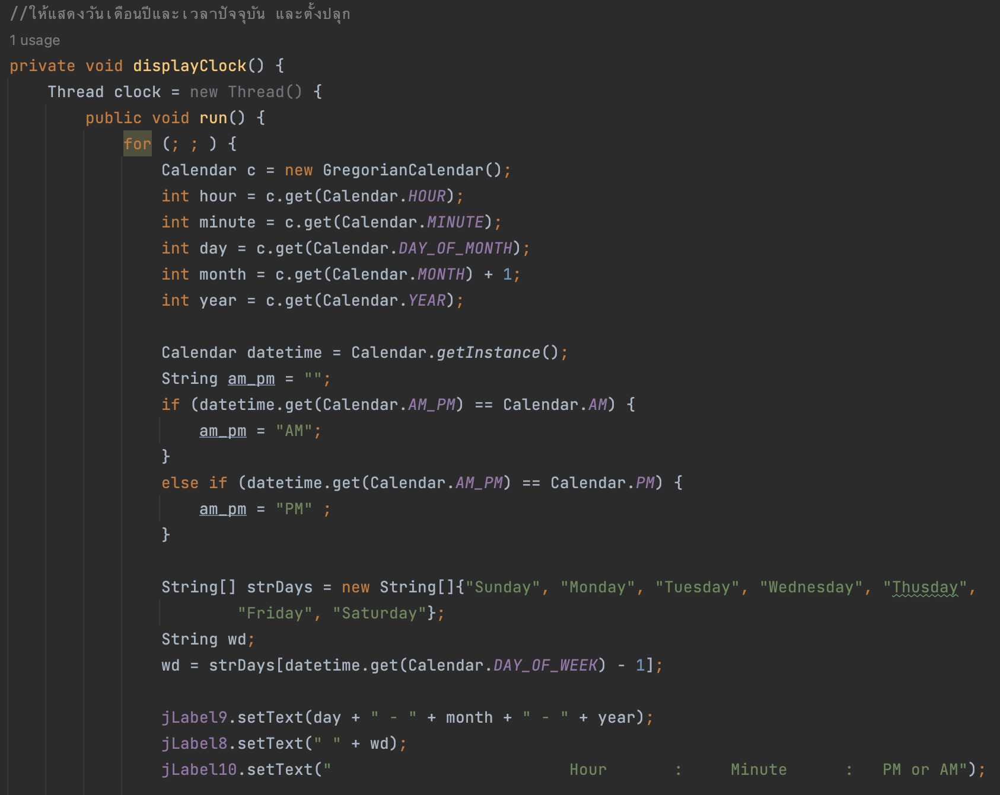 //ให้แสดงวันเดือนปีและเวลาปัจจุบัน และตั้งปลุก
1 usage
private void displayClock() {
Thread clock = new Thread() {
public void run() {
for (; ; ) {
Calendar c = new GregorianCalendar();
int hour = c.get(Calendar.HOUR);
int minute = c.get(Calendar.MINUTE);
int day = c.get(Calendar.DAY_OF_MONTH);
int month = c.get(Calendar.MONTH) + 1;
int year = c.get(Calendar.YEAR);
Calendar datetime = Calendar.getInstance();
String am_pm = "";
if (datetime.get(Calendar.AM_PM) == Calendar.AM) {
am_pm = "AM";
}
else if (datetime.get(Calendar.AM_PM) == Calendar.PM) {
am_pm = "PM" ;
}
String[] strDays = new String[]{"Sunday", "Monday", "Tuesday", "Wednesday", "Thusday",
"Friday", "Saturday"};
String wd;
wd = strDays[datetime.get(Calendar.DAY_OF_WEEK) - 1];
jLabel9.setText(day + " - " + month + " - " + year);
jLabel8.setText(" " + wd);
jLabel10.setText("                         Hour       :     Minute      :   PM or AM");